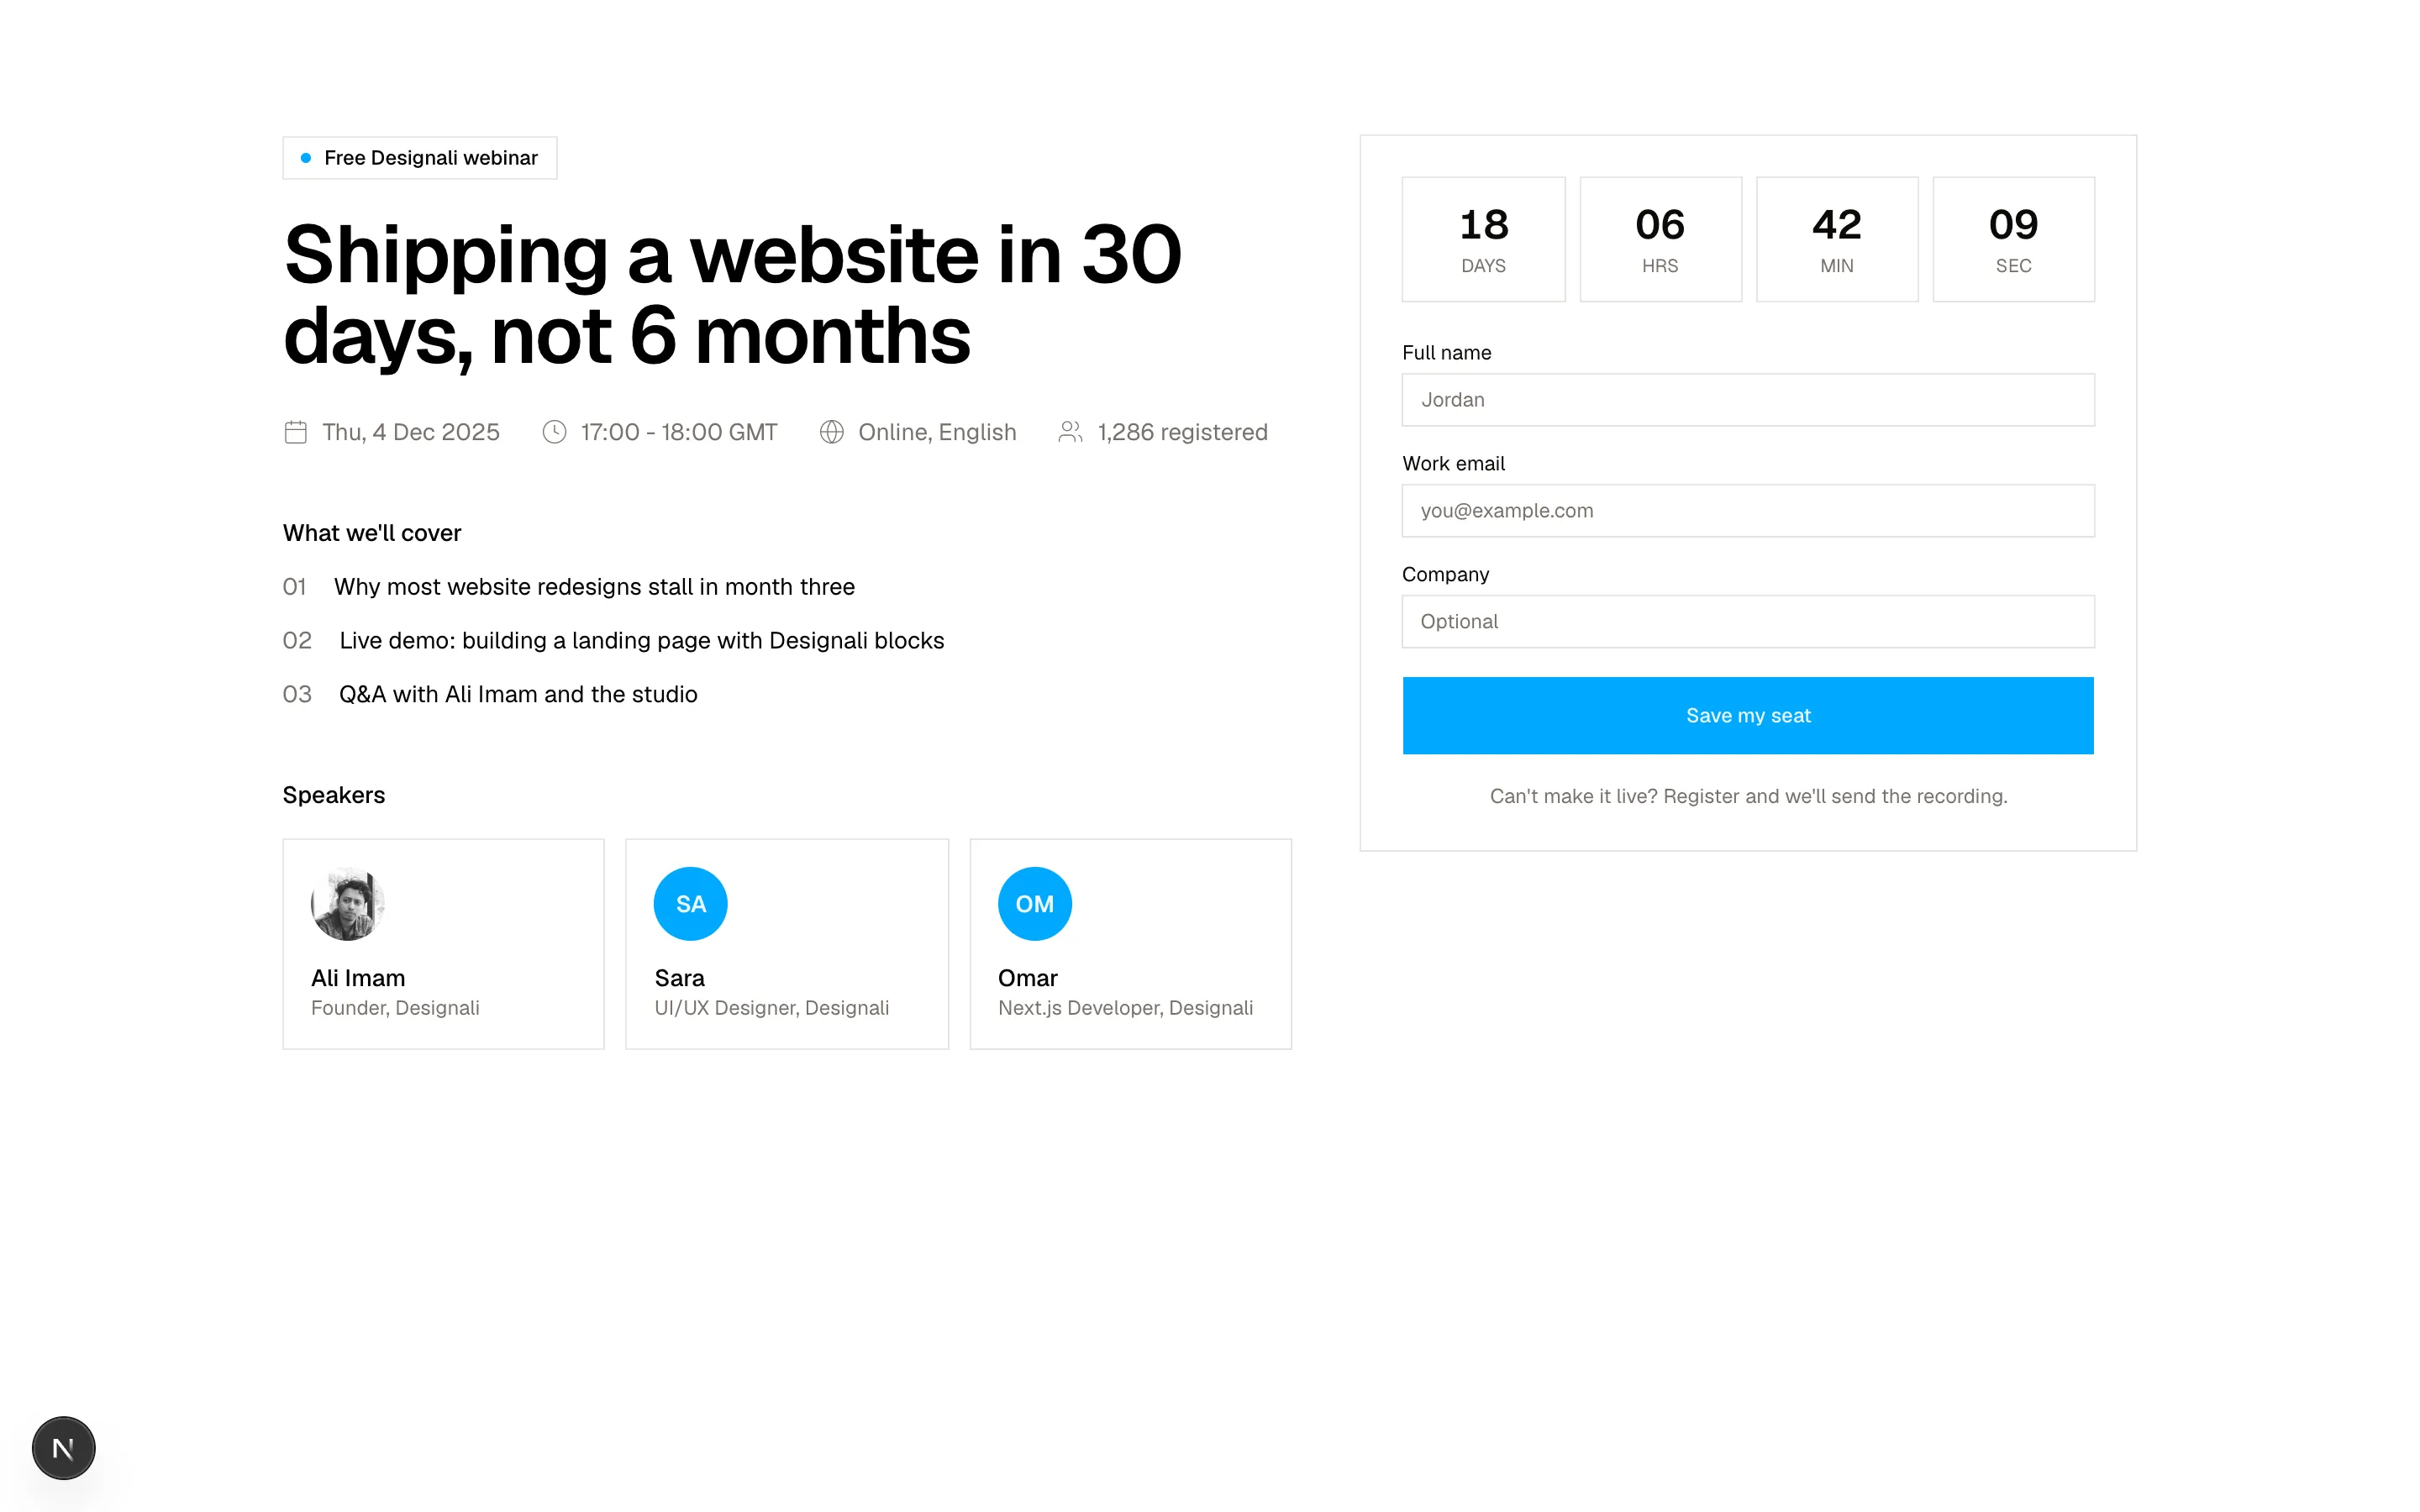 Free Designali webinar
Shipping a website in 30
days, not 6 months
Thu, 4 Dec 2025 17:00 - 18:00 GMT Online, English 1,286 registered
What we'll cover
01 Why most website redesigns stall in month three
02 Live demo: building a landing page with Designali blocks
03 Q&A with Ali Imam and the studio
Speakers
Ali Imam
Founder, Designali
SA
Sara
UI/UX Designer, Designali
OM
Omar
Next.js Developer, Designali
18 06 42 09
DAYS HRS MIN SEC
Full name
Jordan
Work email
you@example.com
Company
Optional
Save my seat
Can't make it live? Register and we'll send the recording.
N